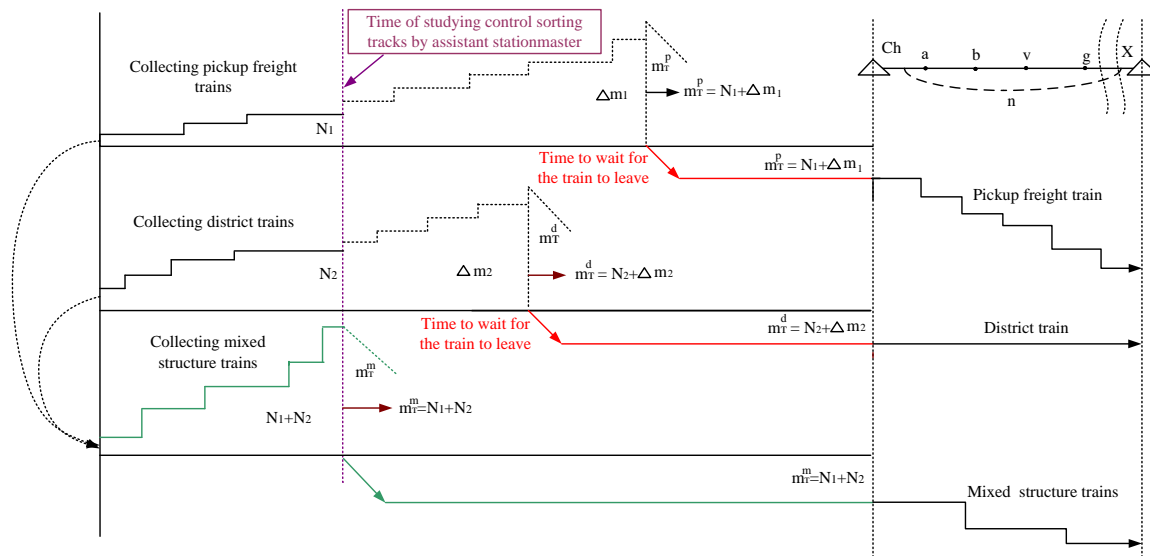 Time of studying control sorting
tracks by assistant stationmaster
Collecting pickup freight
trains
N1
Δm1
m_T^p
m_T^p = N1+Δm1
Ch
a
b
v
g
X
n
Time to wait for
the train to leave
m_T^p = N1+Δm1
Pickup freight train
Collecting district trains
N2
Δm2
m_T^d
m_T^d = N2+Δm2
Time to wait for
the train to leave
m_T^d = N2+Δm2
District train
Collecting mixed
structure trains
m_T^m
N1+N2
m_T^m=N1+N2
m_T^m=N1+N2
Mixed structure trains